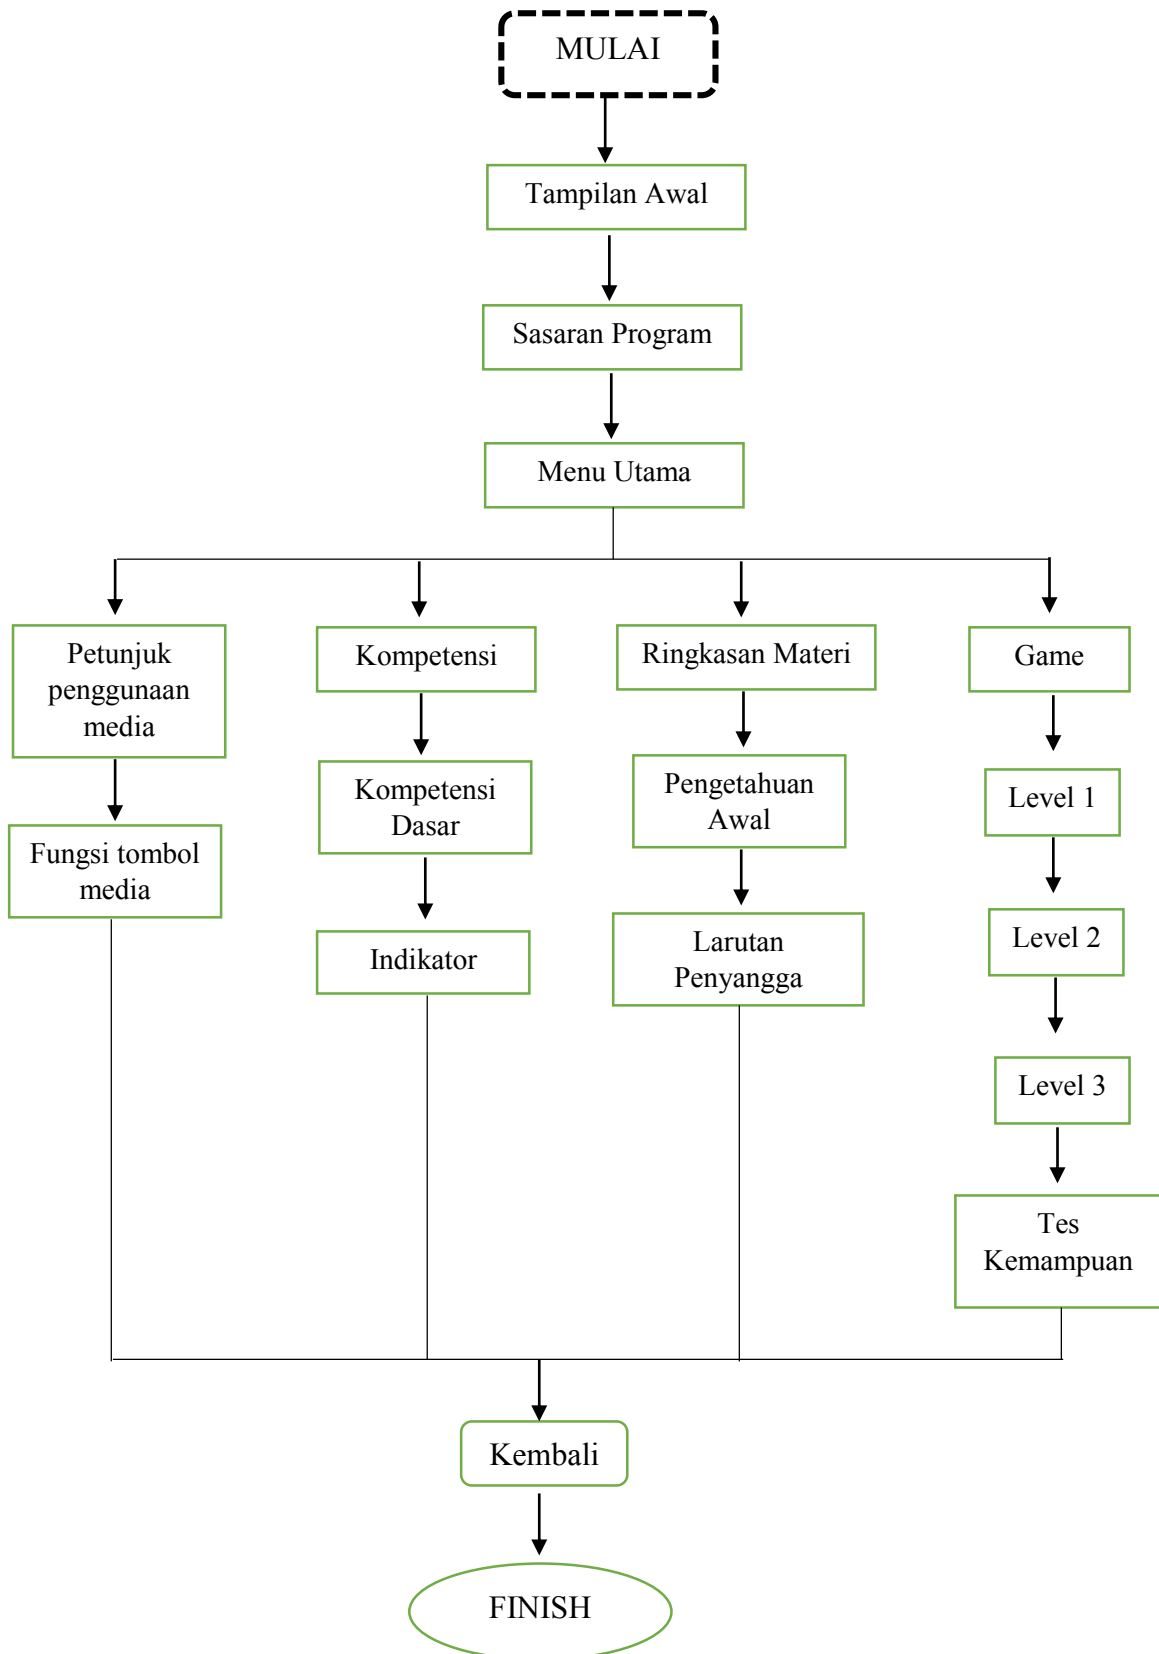 MULAI
Tampilan Awal
Sasaran Program
Menu Utama
Petunjuk
penggunaan
media
Fungsi tombol
media
Kompetensi
Kompetensi
Dasar
Indikator
Ringkasan Materi
Pengetahuan
Awal
Larutan
Penyangga
Game
Level 1
Level 2
Level 3
Tes
Kemampuan
Kembali
FINISH